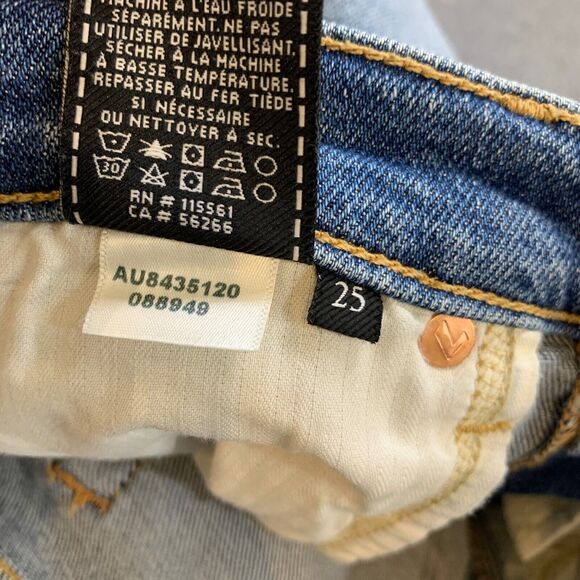 MACHINE À L'EAU FROIDE
SÉPARÉMENT. NE PAS
UTILISER DE JAVELLISANT,
SÉCHER À LA MACHINE
À BASSE TEMPÉRATURE,
REPASSER AU FER TIÈDE
SI NÉCESSAIRE
OU NETTOYER À SEC.
30
RN # 115561
CA # 56266
AU8435120
088949
25